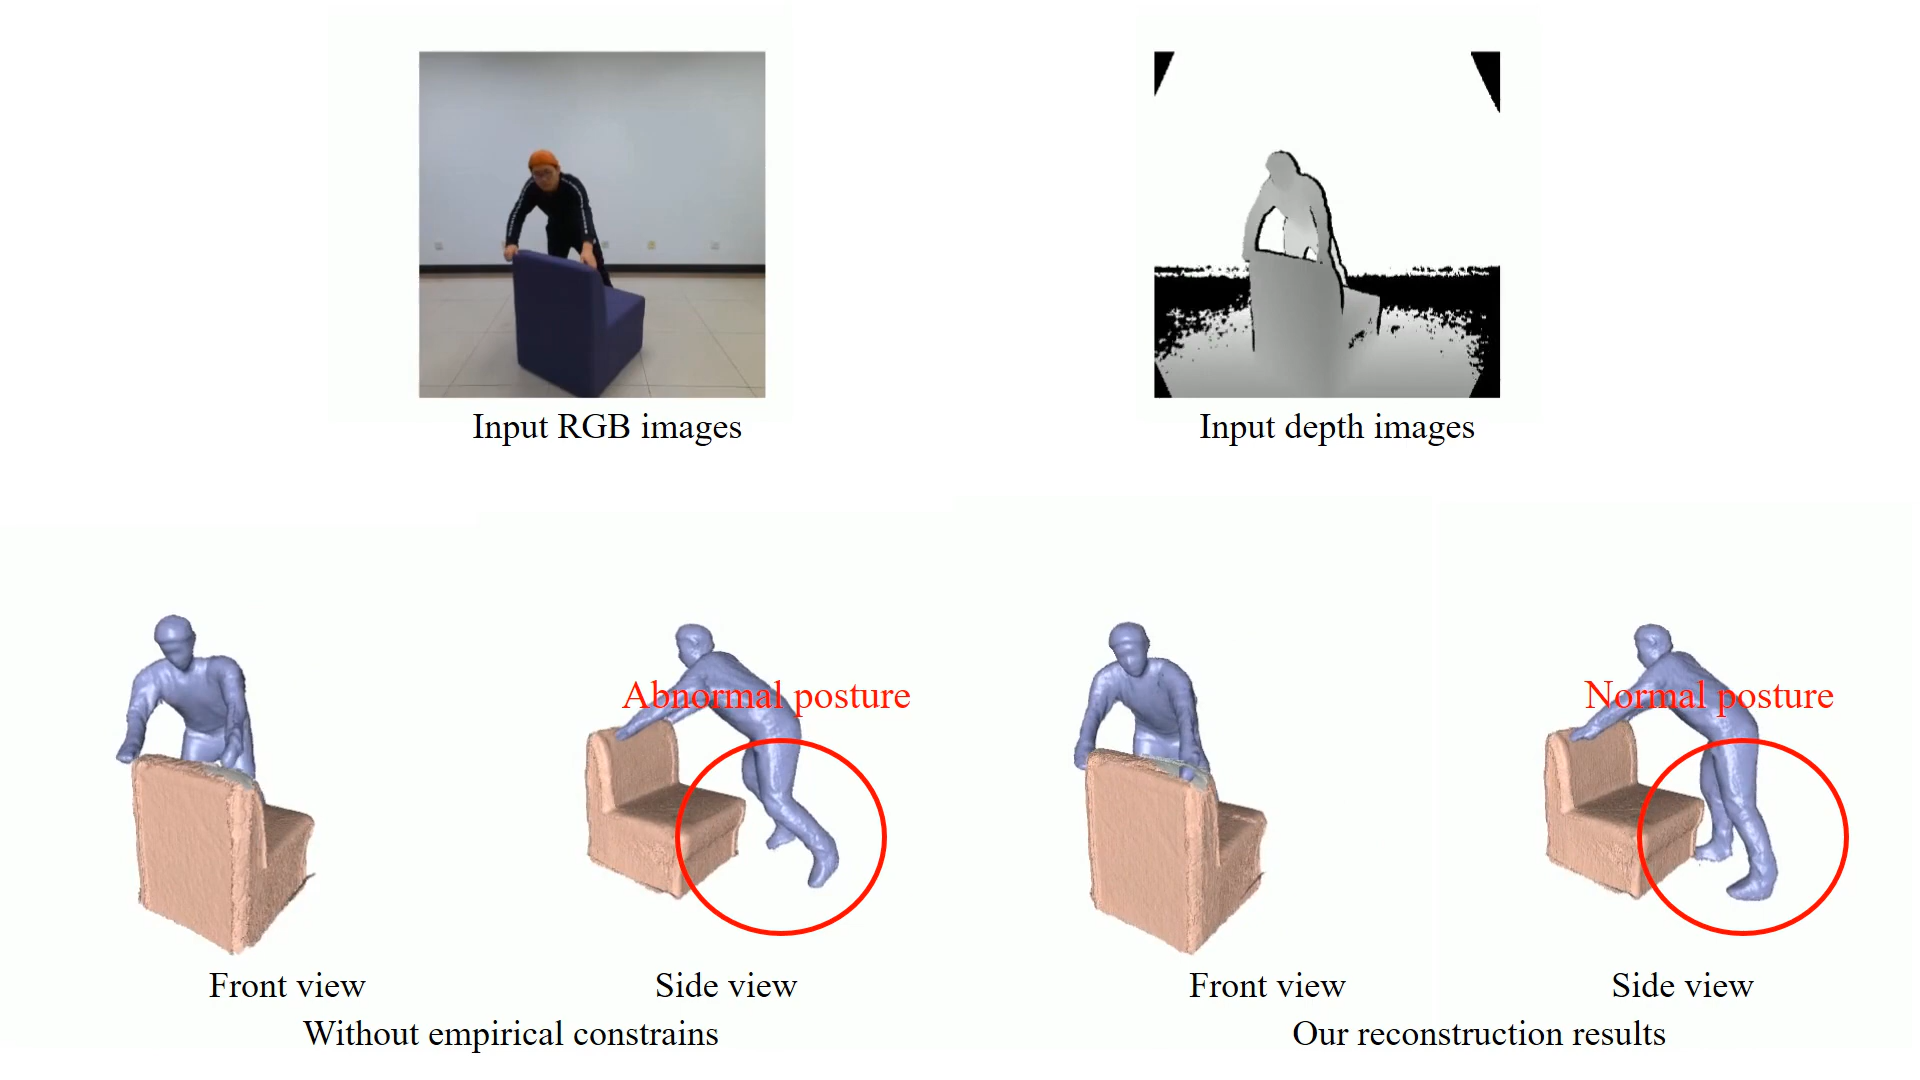 Input RGB images
Input depth images
Abnormal posture
Normal posture
Front view
Side view
Front view
Side view
Without empirical constrains
Our reconstruction results